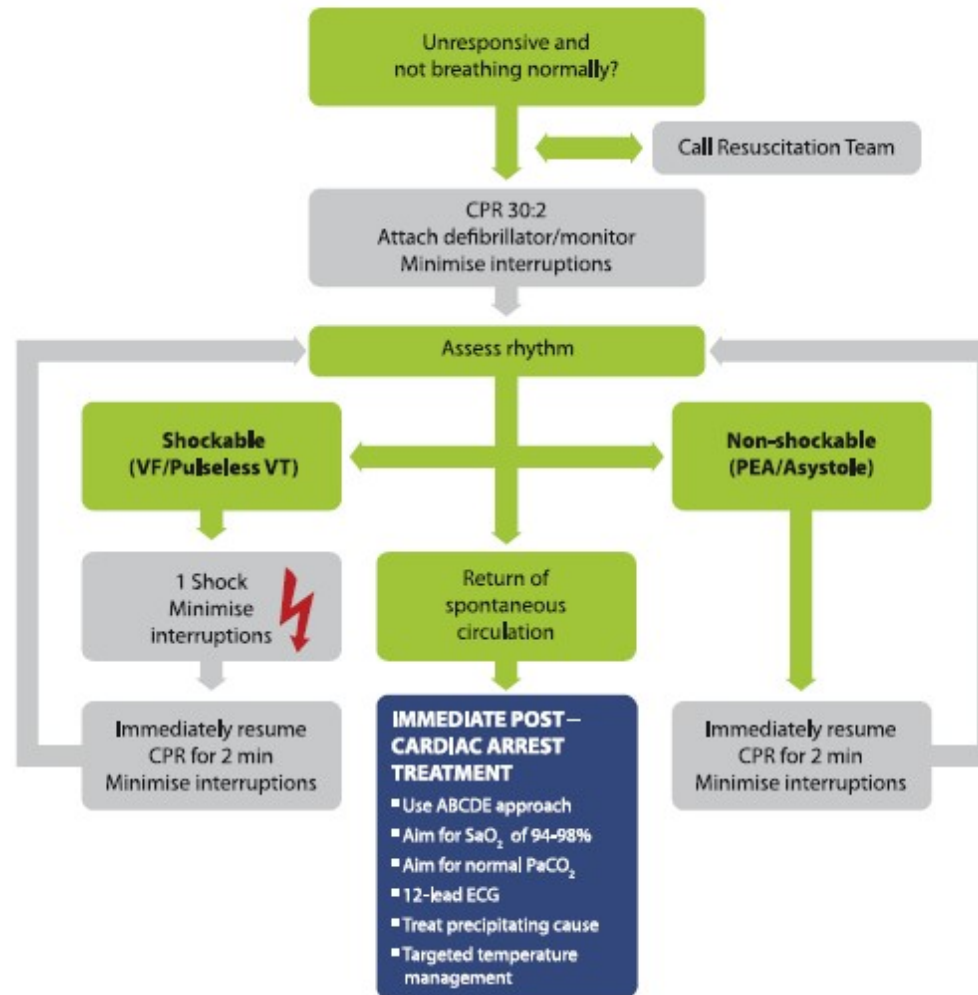 Unresponsive and
not breathing normally?
Call Resuscitation Team
CPR 30:2
Attach defibrillator/monitor
Minimise interruptions
Assess rhythm
Shockable
(VF/Pulseless VT)
Non-shockable
(PEA/Asystole)
1 Shock
Minimise
interruptions
Return of
spontaneous
circulation
Immediately resume
CPR for 2 min
Minimise interruptions
IMMEDIATE POST–
CARDIAC ARREST
TREATMENT
▪ Use ABCDE approach
▪ Aim for SaO₂ of 94-98%
▪ Aim for normal PaCO₂
▪ 12-lead ECG
▪ Treat precipitating cause
▪ Targeted temperature
management
Immediately resume
CPR for 2 min
Minimise interruptions